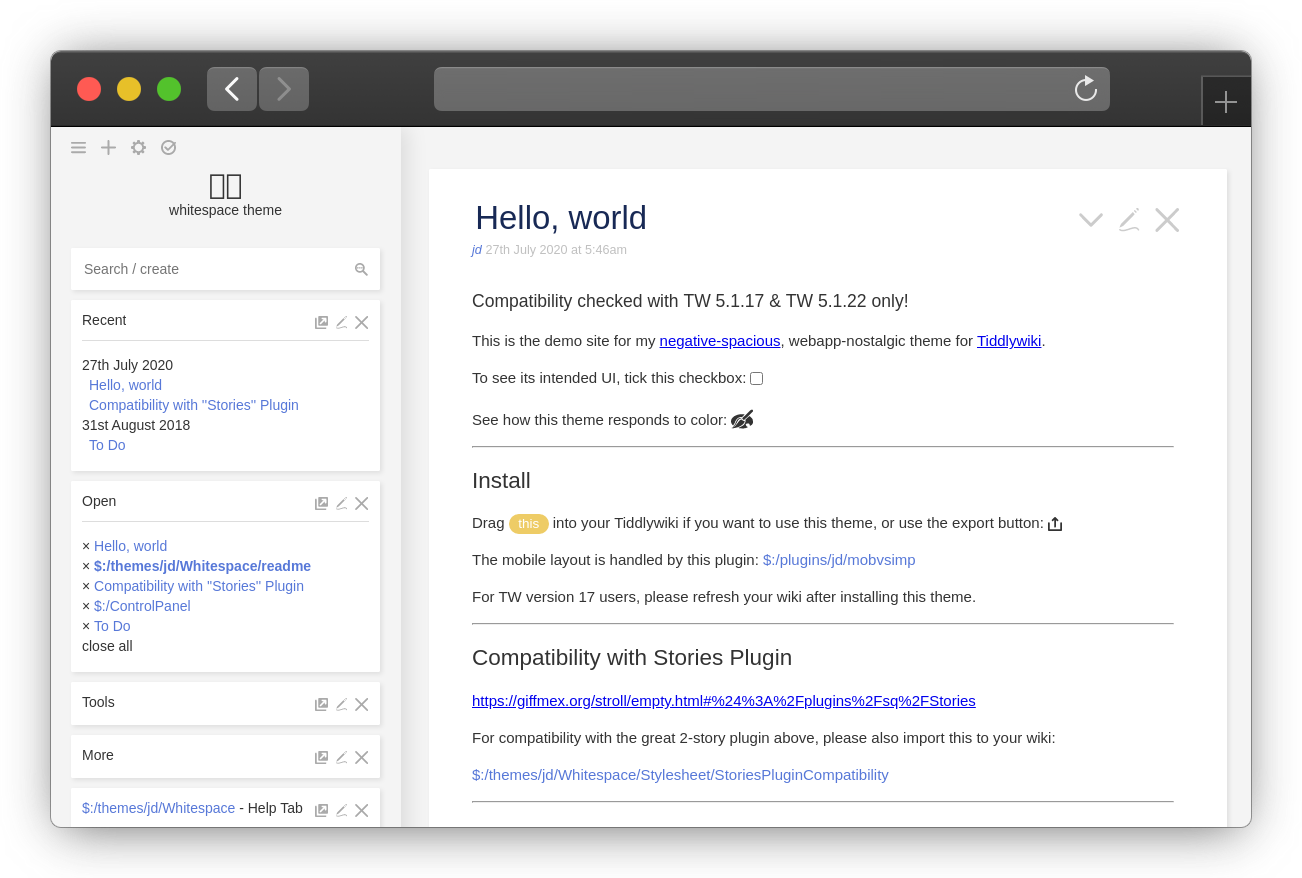 whitespace theme
Search / create
Recent
27th July 2020
Hello, world
Compatibility with "Stories" Plugin
31st August 2018
To Do
Open
× Hello, world
× $:/themes/jd/Whitespace/readme
× Compatibility with "Stories" Plugin
× $:/ControlPanel
× To Do
close all
Tools
More
$:/themes/jd/Whitespace - Help Tab
Hello, world
jd 27th July 2020 at 5:46am
Compatibility checked with TW 5.1.17 & TW 5.1.22 only!
This is the demo site for my negative-spacious, webapp-nostalgic theme for Tiddlywiki.
To see its intended UI, tick this checkbox:
See how this theme responds to color:
Install
Drag this into your Tiddlywiki if you want to use this theme, or use the export button:
The mobile layout is handled by this plugin: $:/plugins/jd/mobvsimp
For TW version 17 users, please refresh your wiki after installing this theme.
Compatibility with Stories Plugin
https://giffmex.org/stroll/empty.html#%24%3A%2Fplugins%2Fsq%2FStories
For compatibility with the great 2-story plugin above, please also import this to your wiki:
$:/themes/jd/Whitespace/Stylesheet/StoriesPluginCompatibility